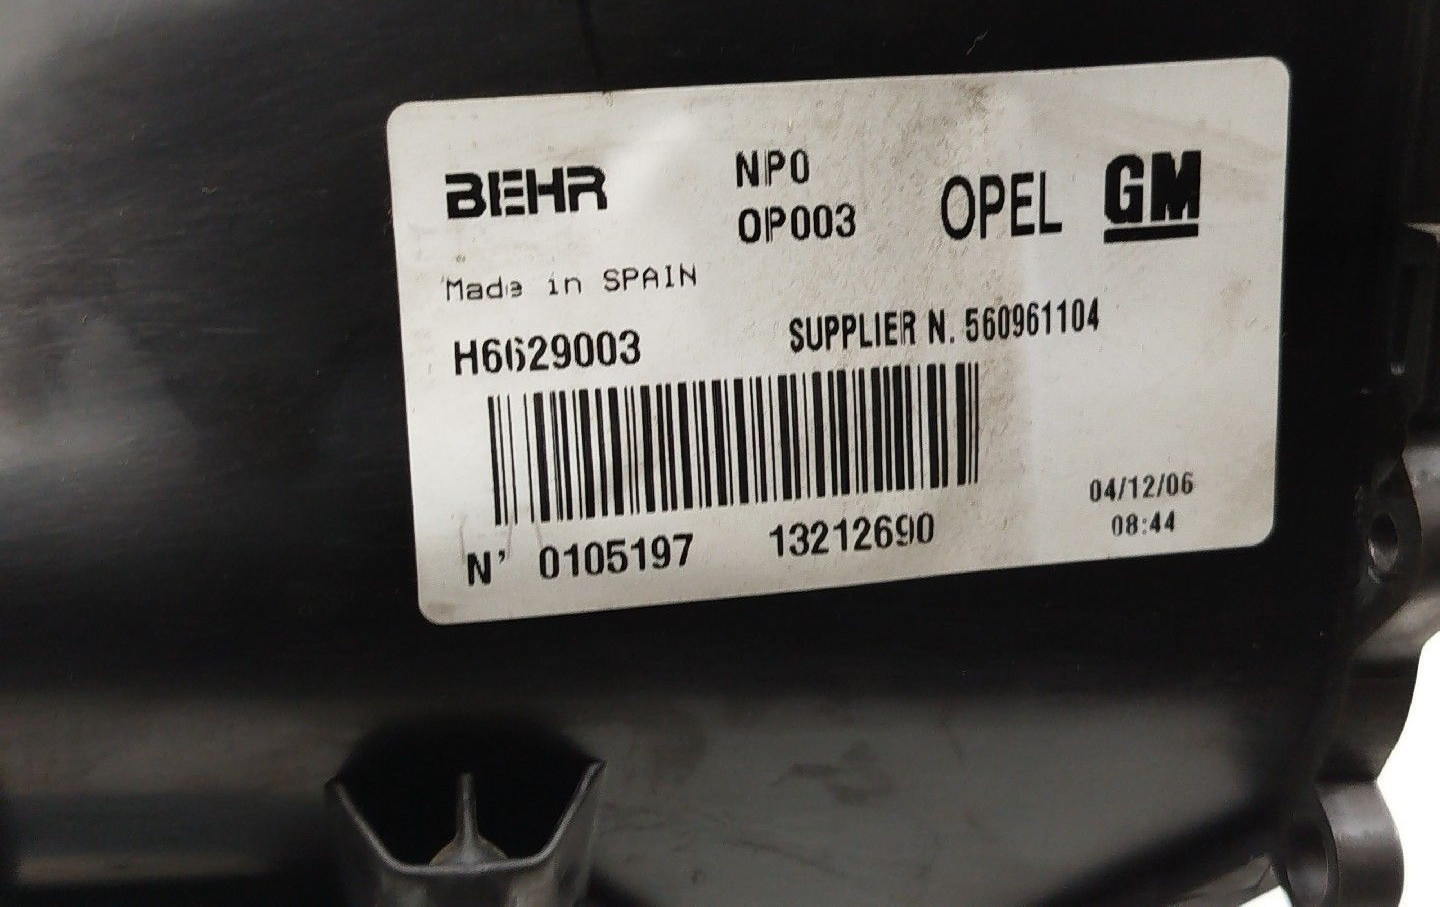 BEHR
NP0
OP003
OPEL GM
Made in SPAIN
H6629003
SUPPLIER N. 560961104
N' 0105197 13212690
04/12/06
08:44